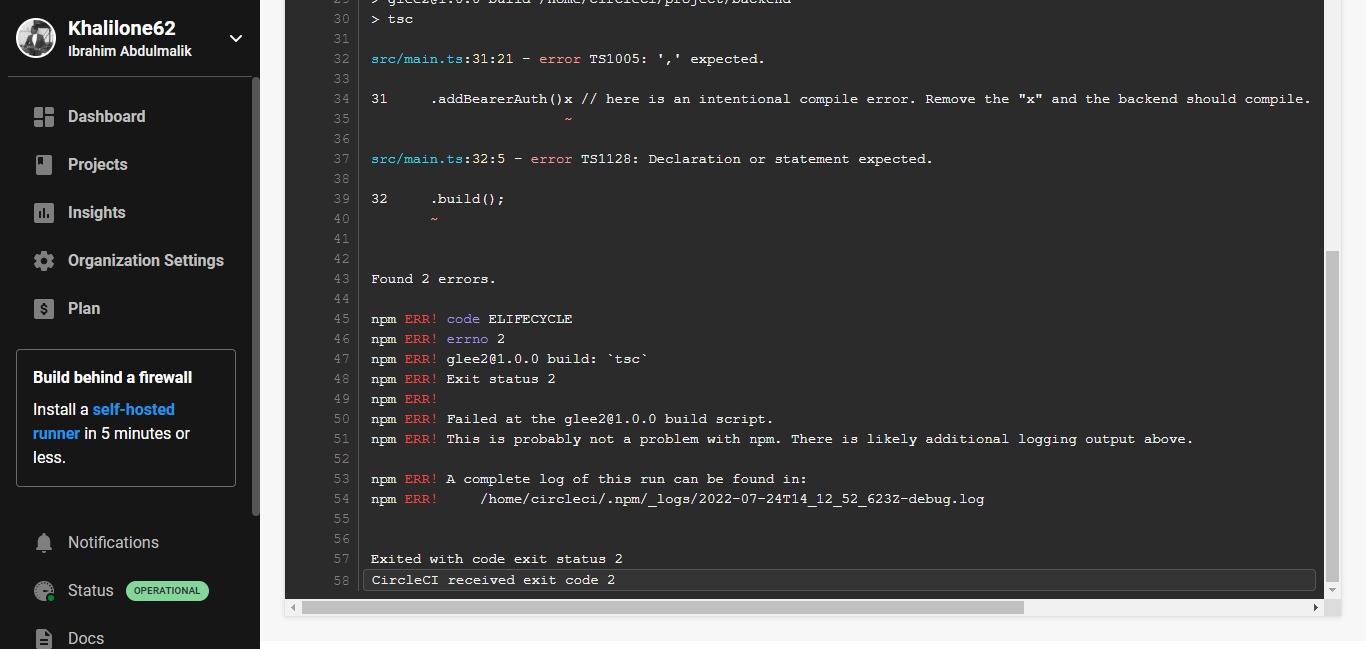 Khalilone62
Ibrahim Abdulmalik
Dashboard
Projects
Insights
Organization Settings
Plan
Build behind a firewall
Install a self-hosted
runner in 5 minutes or
less.
Notifications
Status OPERATIONAL
Docs
29 > glee2@1.0.0 build /home/circleci/project/backend
30 > tsc
31
32 src/main.ts:31:21 - error TS1005: ',' expected.
33
34 31     .addBearerAuth()x // here is an intentional compile error. Remove the "x" and the backend should compile.
35 ~
36
37 src/main.ts:32:5 - error TS1128: Declaration or statement expected.
38
39 32     .build();
40 ~
41
42
43 Found 2 errors.
44
45 npm ERR! code ELIFECYCLE
46 npm ERR! errno 2
47 npm ERR! glee2@1.0.0 build: `tsc`
48 npm ERR! Exit status 2
49 npm ERR!
50 npm ERR! Failed at the glee2@1.0.0 build script.
51 npm ERR! This is probably not a problem with npm. There is likely additional logging output above.
52
53 npm ERR! A complete log of this run can be found in:
54 npm ERR!     /home/circleci/.npm/_logs/2022-07-24T14_12_52_623Z-debug.log
55
56
57 Exited with code exit status 2
58 CircleCI received exit code 2